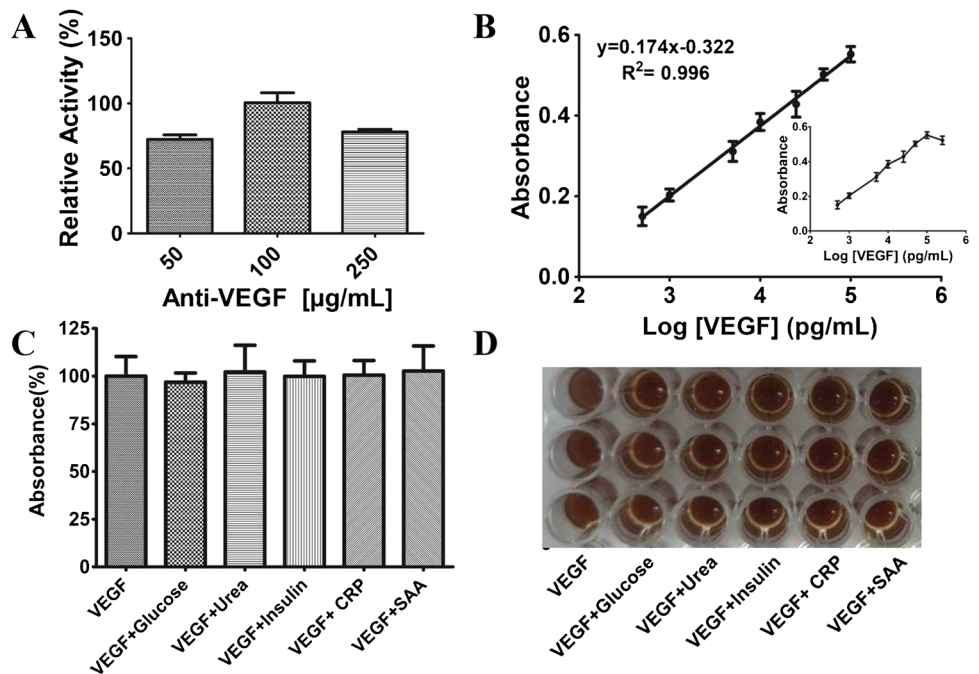 A
Relative Activity (%)
150
100
50
0
50
100
250
Anti-VEGF [µg/mL]
B
Absorbance
0.6
0.4
0.2
0.0
2
3
4
5
6
Log [VEGF] (pg/mL)
y=0.174x-0.322
R²= 0.996
Absorbance
0.6
0.4
0.2
0.0
2
3
4
5
6
Log [VEGF] (pg/mL)
C
Absorbance(%)
125
100
75
50
25
0
VEGF
VEGF+Glucose
VEGF+Urea
VEGF+Insulin
VEGF+ CRP
VEGF+SAA
D
VEGF
VEGF+Glucose
VEGF+Urea
VEGF+Insulin
VEGF+ CRP
VEGF+SAA